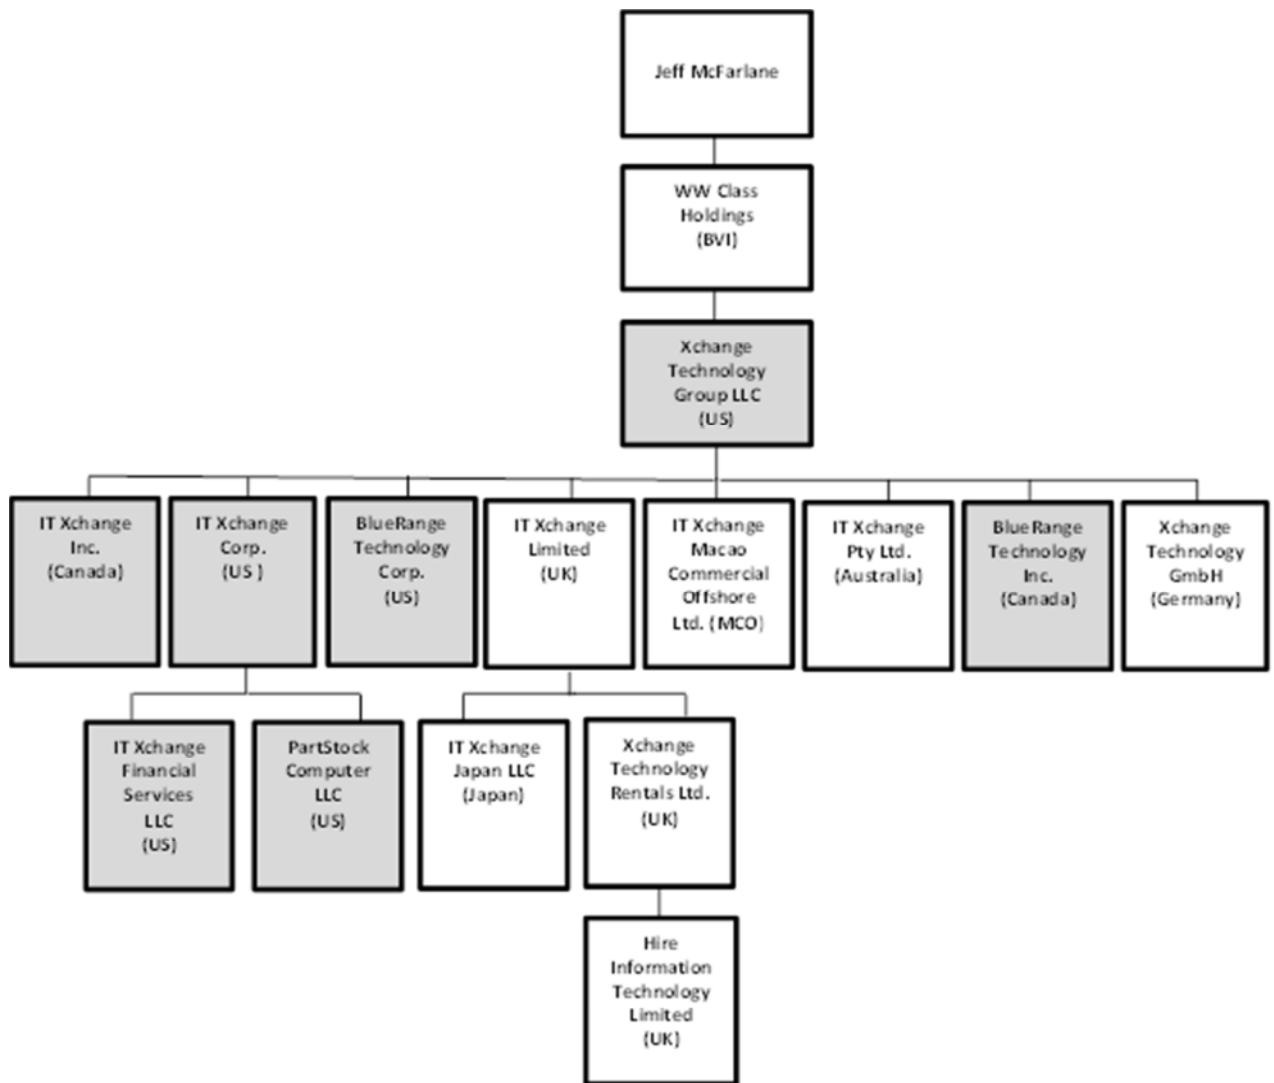 Jeff McFarlane
WW Class
Holdings
(BVI)
Xchange
Technology
Group LLC
(US)
IT Xchange
Inc.
(Canada)
IT Xchange
Corp.
(US )
BlueRange
Technology
Corp.
(US)
IT Xchange
Limited
(UK)
IT Xchange
Macao
Commercial
Offshore
Ltd. (MCO)
IT Xchange
Pty Ltd.
(Australia)
BlueRange
Technology
Inc.
(Canada)
Xchange
Technology
GmbH
(Germany)
IT Xchange
Financial
Services
LLC
(US)
PartStock
Computer
LLC
(US)
IT Xchange
Japan LLC
(Japan)
Xchange
Technology
Rentals Ltd.
(UK)
Hire
Information
Technology
Limited
(UK)